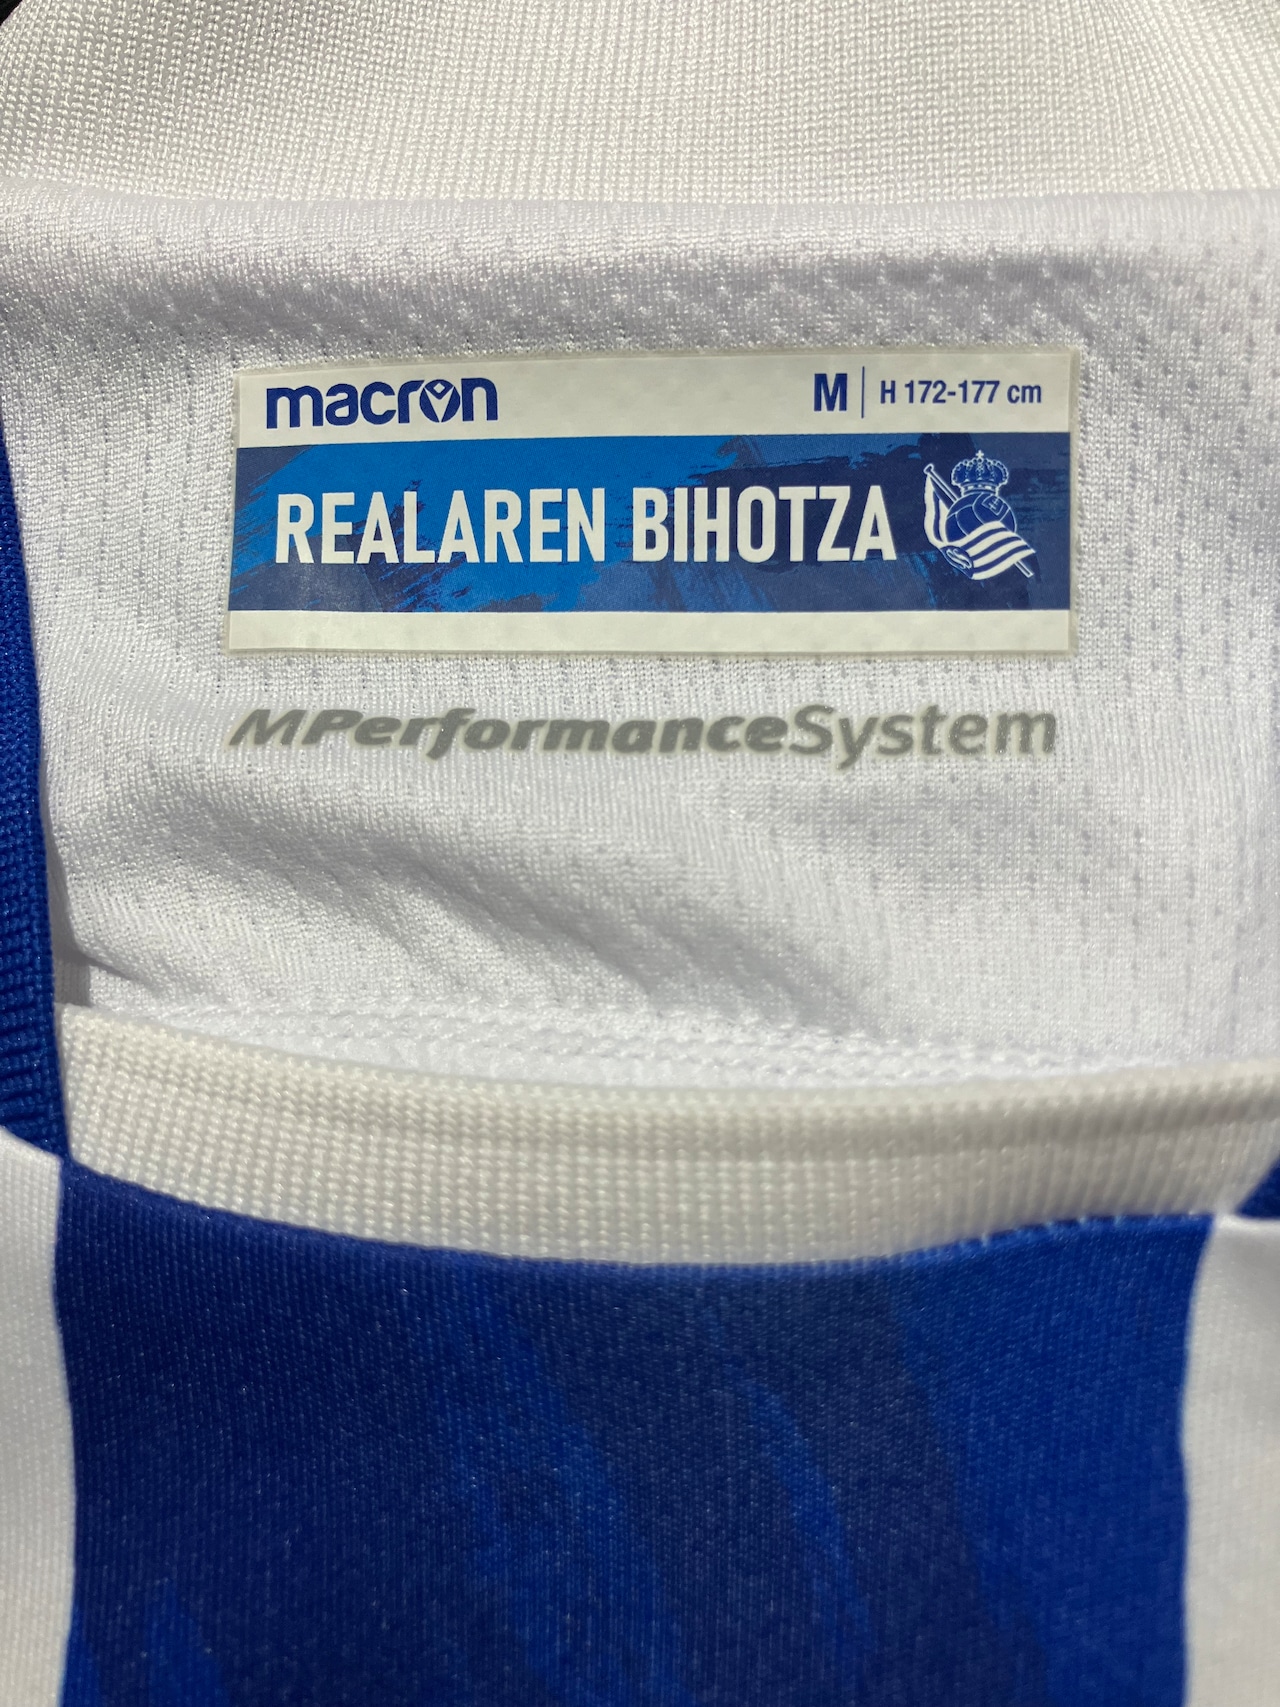 macron
M | H 172-177 cm
REALAREN BIHOTZA
MPerformanceSystem